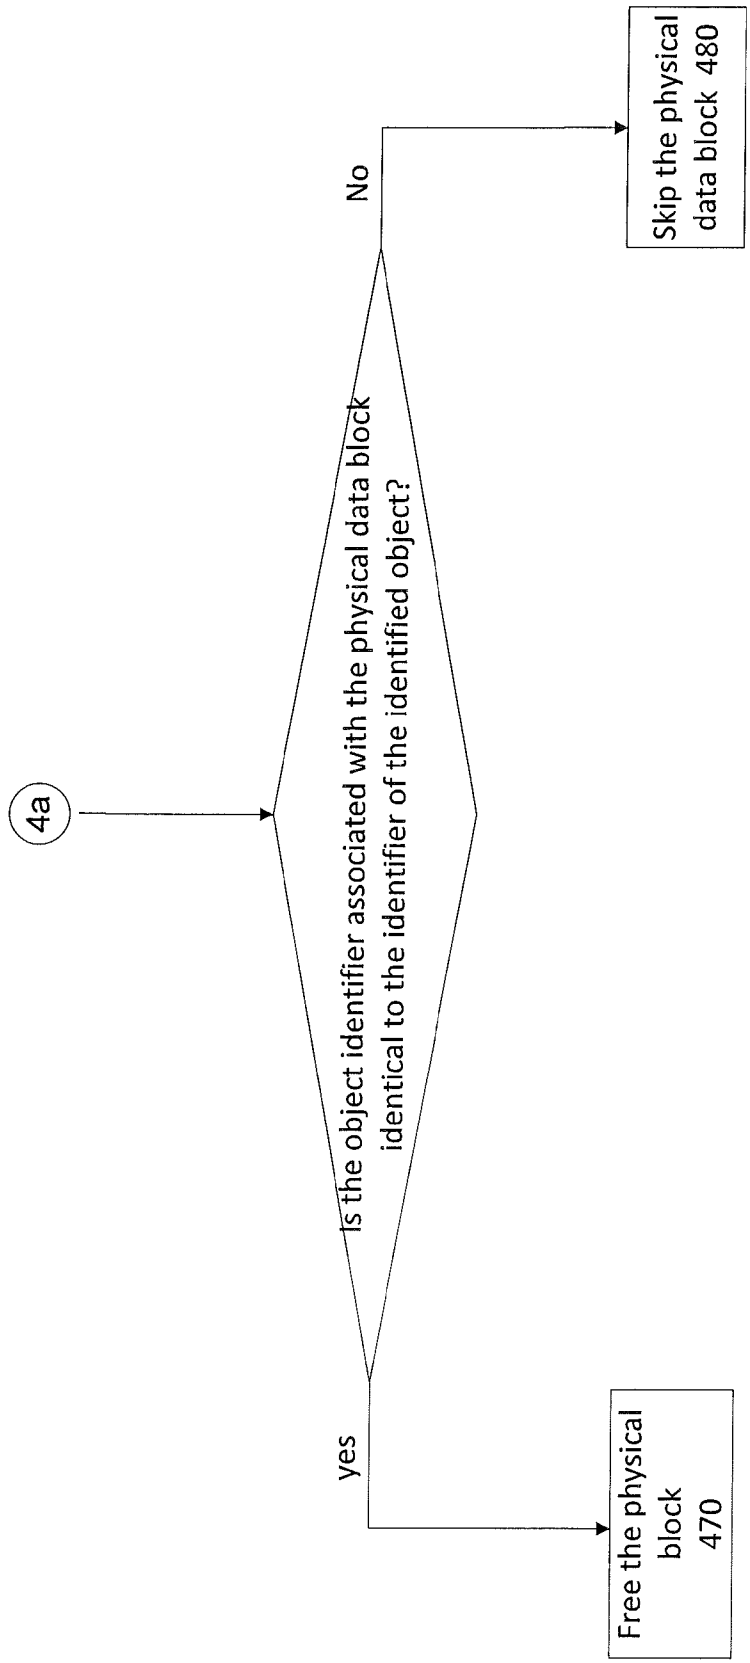 4a
Is the object identifier associated with the physical data block
identical to the identifier of the identified object?
yes
No
Free the physical
block
470
Skip the physical
data block 480